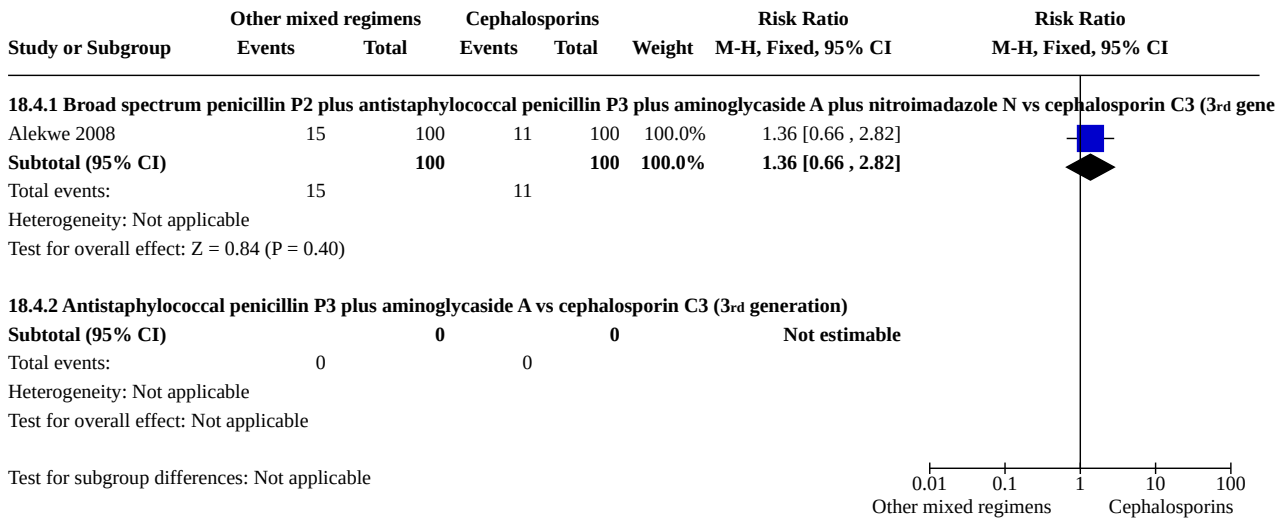 Other mixed regimens Cephalosporins Risk Ratio Risk Ratio
Study or Subgroup Events Total Events Total Weight M-H, Fixed, 95% CI M-H, Fixed, 95% CI
18.4.1 Broad spectrum penicillin P2 plus antistaphylococcal penicillin P3 plus aminoglycaside A plus nitroimadazole N vs cephalosporin C3 (3rd gene
Alekwe 2008 15 100 11 100 100.0% 1.36 [0.66 , 2.82]
Subtotal (95% CI) 100 100 100.0% 1.36 [0.66 , 2.82]
Total events: 15 11
Heterogeneity: Not applicable
Test for overall effect: Z = 0.84 (P = 0.40)
18.4.2 Antistaphylococcal penicillin P3 plus aminoglycaside A vs cephalosporin C3 (3rd generation)
Subtotal (95% CI) 0 0 Not estimable
Total events: 0 0
Heterogeneity: Not applicable
Test for overall effect: Not applicable
Test for subgroup differences: Not applicable
0.01 0.1 1 10 100
Other mixed regimens Cephalosporins